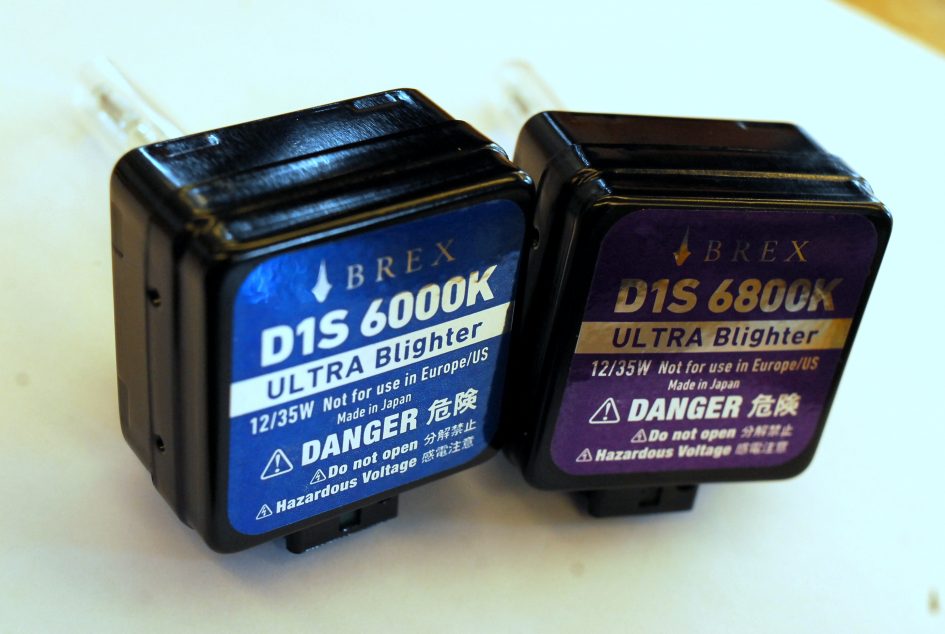 BREX
D1S 6000K
ULTRA Blighter
12/35W Not for use in Europe/US
Made in Japan
⚠ DANGER 危険
⚠ Do not open 分解禁止
⚠ Hazardous Voltage 感電注意
BREX
D1S 6800K
ULTRA Blighter
12/35W Not for use in Europe/US
Made in Japan
⚠ DANGER 危険
⚠ Do not open 分解禁止
⚠ Hazardous Voltage 感電注意